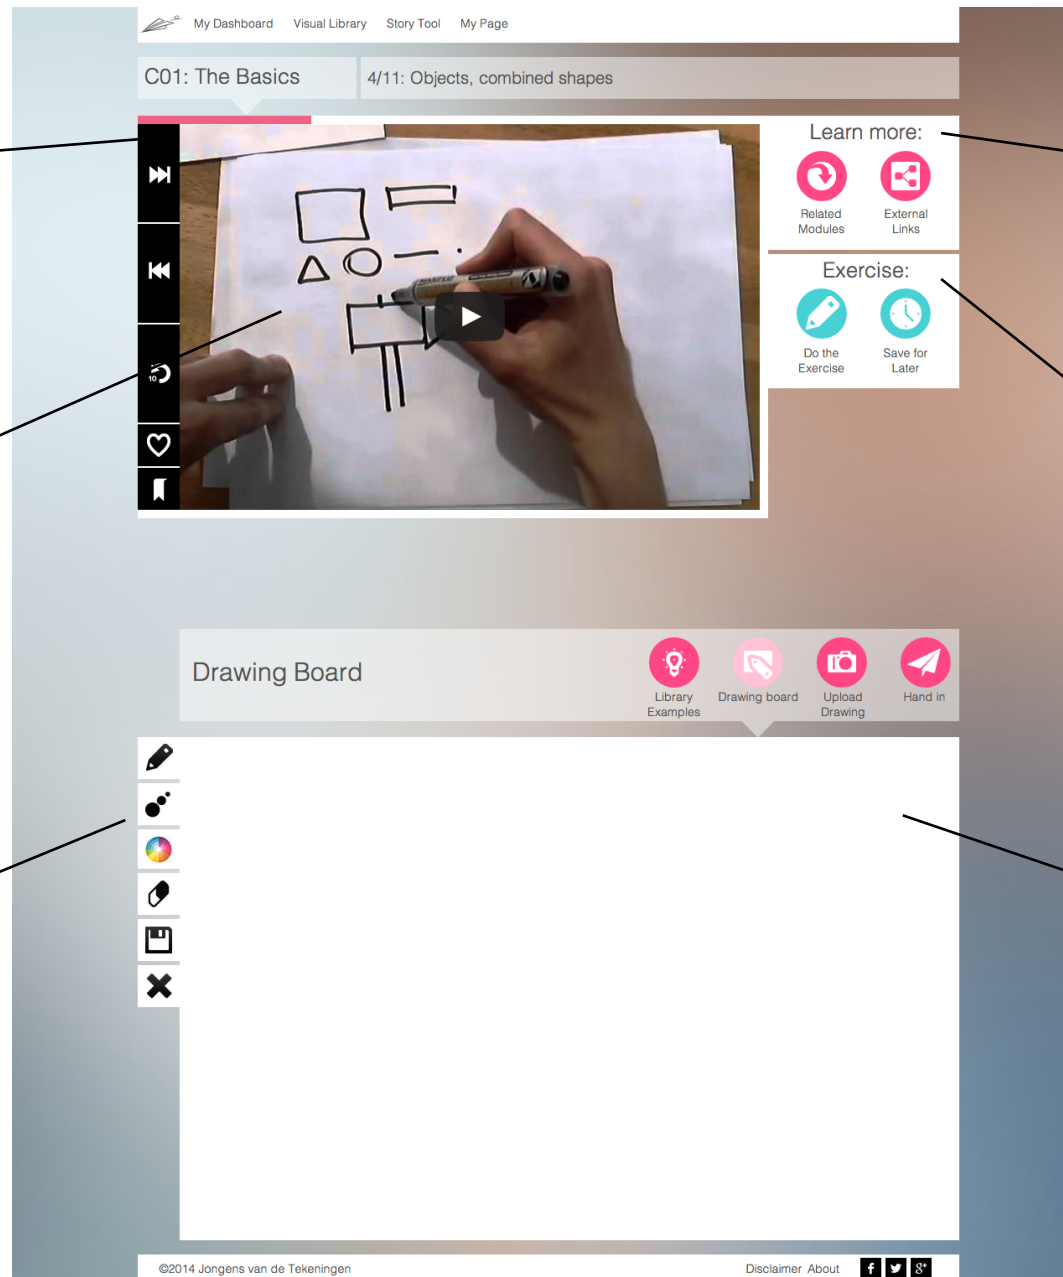 My Dashboard Visual Library Story Tool My Page
C01: The Basics
4/11: Objects, combined shapes
Learn more:
Related
Modules
External
Links
Exercise:
10
Do the
Exercise
Save for
Later
Drawing Board
Library
Examples
Drawing board
Upload
Drawing
Hand in
©2014 Jongens van de Tekeningen
Disclaimer About